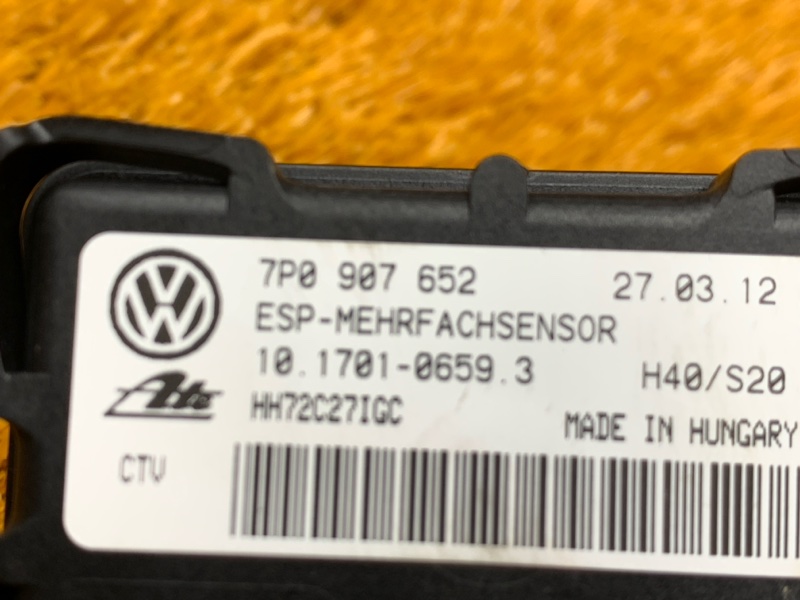 7P0 907 652 27.03.12
ESP-MEHRFACHSENSOR
10.1701-0659.3 H40/S20
Ate HH72C27IGC MADE IN HUNGARY
CTV